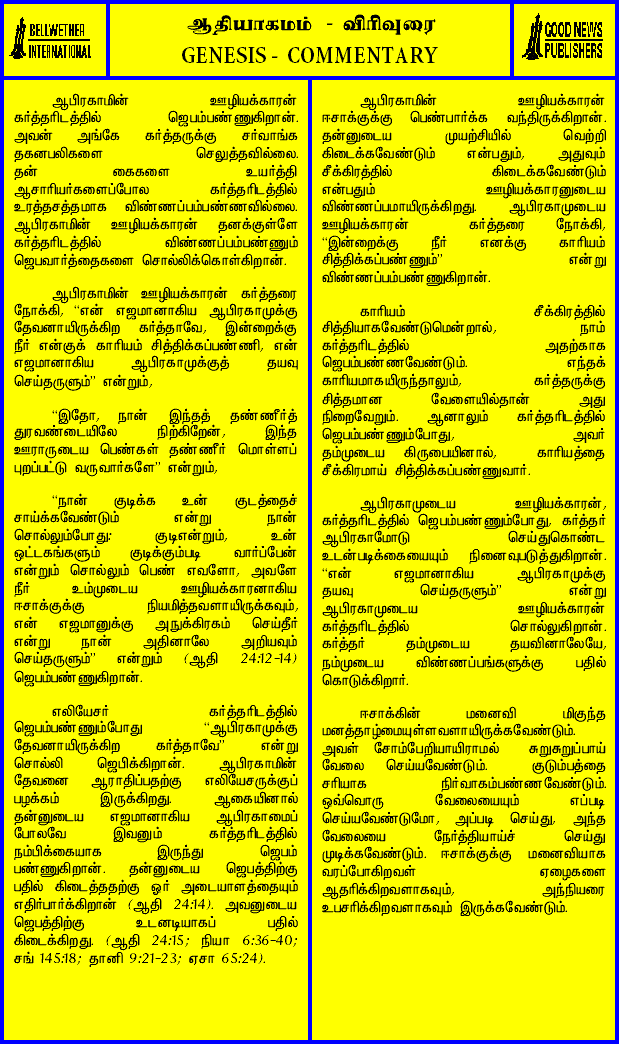 BELLWETHER
INTERNATIONAL
ஆதியாகமம் - விரிவுரை
GENESIS - COMMENTARY
GOOD NEWS
PUBLISHERS
ஆபிரகாமின் ஊழியக்காரன்
கர்த்தரிடத்தில் ஜெபம்பண்ணுகிறான்.
அவன் அங்கே கர்த்தருக்கு சர்வாங்க
தகனபலிகளை செலுத்தவில்லை.
தன் கைகளை உயர்த்தி
ஆசாரியர்களைப்போல கர்த்தரிடத்தில்
உரத்தசத்தமாக விண்ணப்பம்பண்ணவில்லை.
ஆபிரகாமின் ஊழியக்காரன் தனக்குள்ளே
கர்த்தரிடத்தில் விண்ணப்பம்பண்ணும்
ஜெபவார்த்தைகளை சொல்லிக்கொள்கிறான்.
ஆபிரகாமின் ஊழியக்காரன் கர்த்தரை
நோக்கி, “என் எஜமானாகிய ஆபிரகாமுக்கு
தேவனாயிருக்கிற கர்த்தாவே, இன்றைக்கு
நீர் என்குக் காரியம் சித்திக்கப்பண்ணி, என்
எஜமானாகிய ஆபிரகாமுக்குத் தயவு
செய்தருளும்” என்றும்,
“இதோ, நான் இந்தத் தண்ணீர்த்
துரவண்டையிலே நிற்கிறேன், இந்த
ஊராருடைய பெண்கள் தண்ணீர் மொள்ளப்
புறப்பட்டு வருவார்களே” என்றும்,
“நான் குடிக்க உன் குடத்தைச்
சாய்க்கவேண்டும் என்று நான்
சொல்லும்போது: குடிஎன்றும், உன்
ஒட்டகங்களும் குடிக்கும்படி வார்ப்பேன்
என்றும் சொல்லும் பெண் எவளோ, அவளே
நீர் உம்முடைய ஊழியக்காரனாகிய
ஈசாக்குக்கு நியமித்தவளாயிருக்கவும்,
என் எஜமானுக்கு அநுக்கிரகம் செய்தீர்
என்று நான் அதினாலே அறியவும்
செய்தருளும்” என்றும் (ஆதி 24:12-14)
ஜெபம்பண்ணுகிறான்.
எலியேசர் கர்த்தரிடத்தில்
ஜெபம்பண்ணும்போது “ஆபிரகாமுக்கு
தேவனாயிருக்கிற கர்த்தாவே” என்று
சொல்லி ஜெபிக்கிறான். ஆபிரகாமின்
தேவனை ஆராதிப்பதற்கு எலியேசருக்குப்
பழக்கம் இருக்கிறது. ஆகையினால்
தன்னுடைய எஜமானாகிய ஆபிரகாமைப்
போலவே இவனும் கர்த்தரிடத்தில்
நம்பிக்கையாக இருந்து ஜெபம்
பண்ணுகிறான். தன்னுடைய ஜெபத்திற்கு
பதில் கிடைத்ததற்கு ஓர் அடையாளத்தையும்
எதிர்பார்க்கிறான் (ஆதி 24:14). அவனுடைய
ஜெபத்திற்கு உடனடியாகப் பதில்
கிடைக்கிறது. (ஆதி 24:15; நியா 6:36-40;
சங் 145:18; தானி 9:21-23; ஏசா 65:24).
ஆபிரகாமின் ஊழியக்காரன்
ஈசாக்குக்கு பெண்பார்க்க வந்திருக்கிறான்.
தன்னுடைய முயற்சியில் வெற்றி
கிடைக்கவேண்டும் என்பதும், அதுவும்
சீக்கிரத்தில் கிடைக்கவேண்டும்
என்பதும் ஊழியக்காரனுடைய
விண்ணப்பமாயிருக்கிறது. ஆபிரகாமுடைய
ஊழியக்காரன் கர்த்தரை நோக்கி,
“இன்றைக்கு நீர் எனக்கு காரியம்
சித்திக்கப்பண்ணும்” என்று
விண்ணப்பம்பண்ணுகிறான்.
காரியம் சீக்கிரத்தில்
சித்தியாகவேண்டுமென்றால், நாம்
கர்த்தரிடத்தில் அதற்காக
ஜெபம்பண்ணவேண்டும். எந்தக்
காரியமாகயிருந்தாலும், கர்த்தருக்கு
சித்தமான வேளையில்தான் அது
நிறைவேறும். ஆனாலும் கர்த்தரிடத்தில்
ஜெபம்பண்ணும்போது, அவர்
தம்முடைய கிருபையினால், காரியத்தை
சீக்கிரமாய் சித்திக்கப்பண்ணுவார்.
ஆபிரகாமுடைய ஊழியக்காரன்,
கர்த்தரிடத்தில் ஜெபம்பண்ணும்போது, கர்த்தர்
ஆபிரகாமோடு செய்துகொண்ட
உடன்படிக்கையையும் நினைவுபடுத்துகிறான்.
“என் எஜமானாகிய ஆபிரகாமுக்கு
தயவு செய்தருளும்” என்று
ஆபிரகாமுடைய ஊழியக்காரன்
கர்த்தரிடத்தில் சொல்லுகிறான்.
கர்த்தர் தம்முடைய தயவினாலேயே,
நம்முடைய விண்ணப்பங்களுக்கு பதில்
கொடுக்கிறார்.
ஈசாக்கின் மனைவி மிகுந்த
மனத்தாழ்மையுள்ளவளாயிருக்கவேண்டும்.
அவள் சோம்பேறியாயிராமல் சுறுசுறுப்பாய்
வேலை செய்யவேண்டும். குடும்பத்தை
சரியாக நிர்வாகம்பண்ணவேண்டும்.
ஒவ்வொரு வேலையையும் எப்படி
செய்யவேண்டுமோ, அப்படி செய்து, அந்த
வேலையை நேர்த்தியாய்ச் செய்து
முடிக்கவேண்டும். ஈசாக்குக்கு மனைவியாக
வரப்போகிறவள் ஏழைகளை
ஆதரிக்கிறவளாகவும், அந்நியரை
உபசரிக்கிறவளாகவும் இருக்கவேண்டும்.